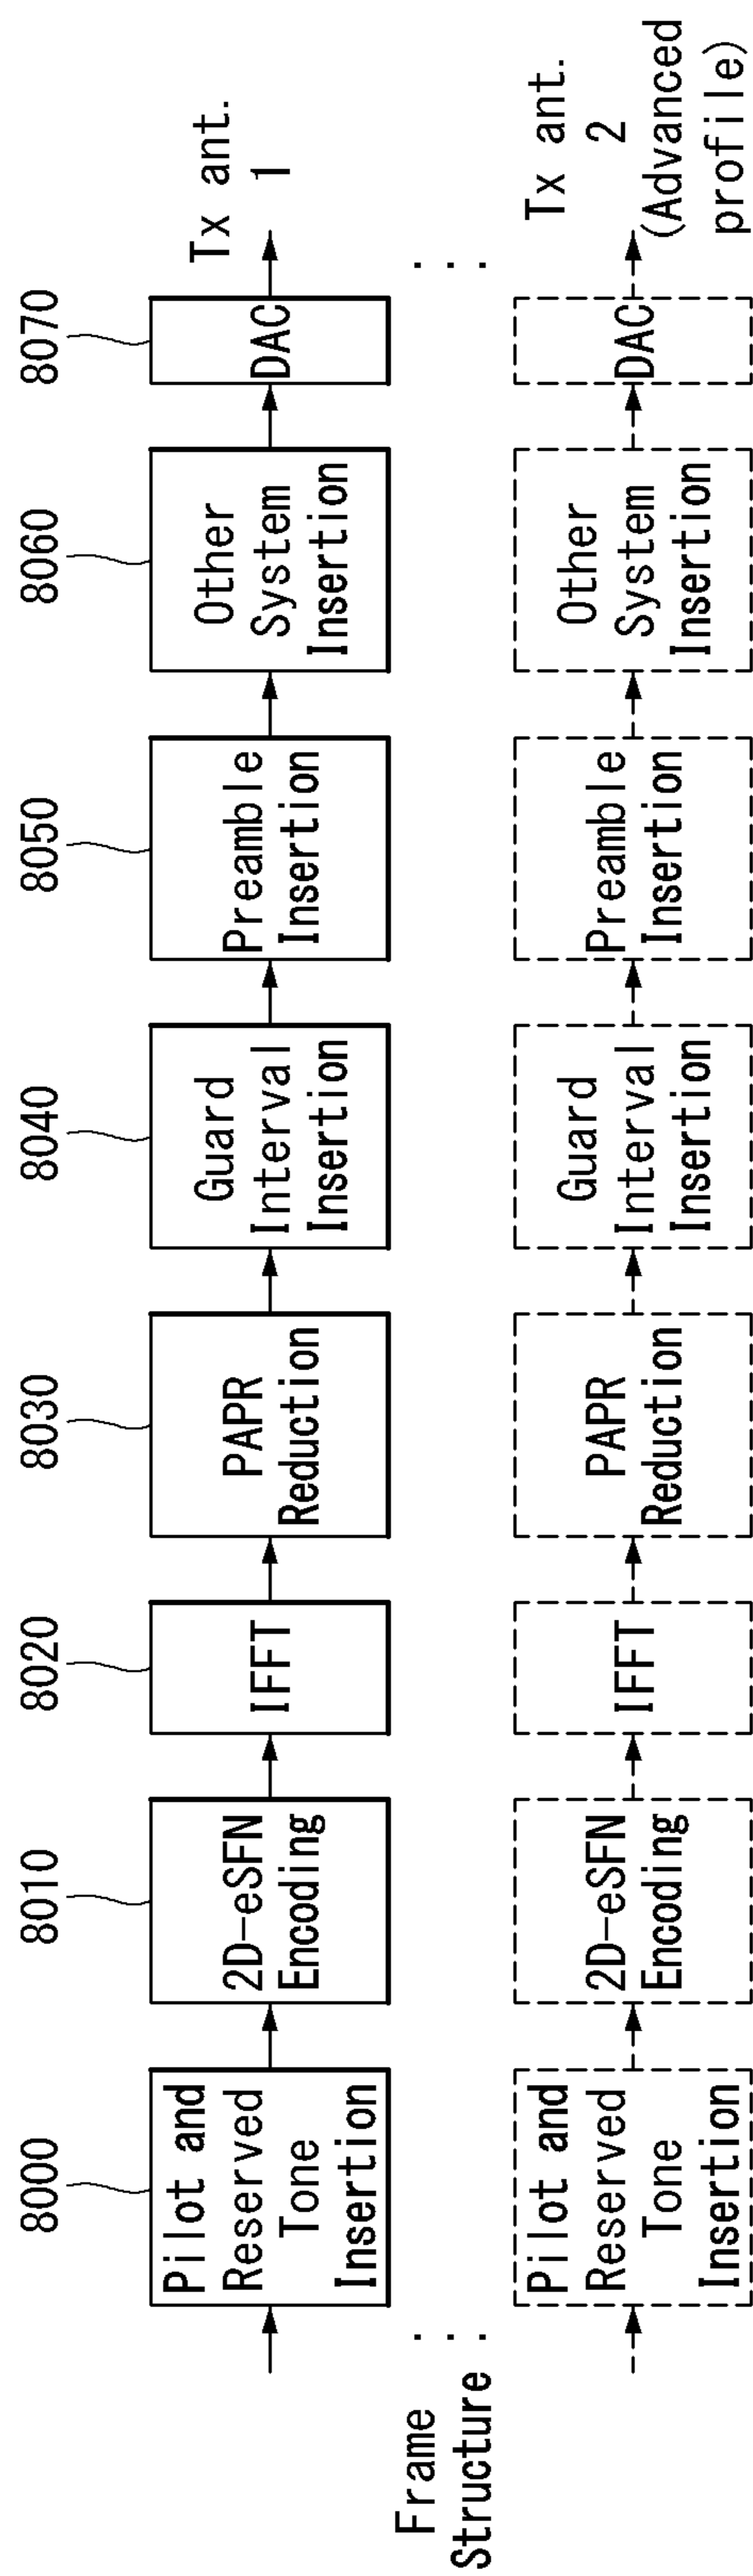 8000
8010
8020
8030
8040
8050
8060
8070
Pilot and
Reserved
Tone
Insertion
2D-eSFN
Encoding
IFFT
PAPR
Reduction
Guard
Interval
Insertion
Preamble
Insertion
Other
System
Insertion
DAC
Tx ant.
1
Frame
Structure
...
...
Pilot and
Reserved
Tone
Insertion
2D-eSFN
Encoding
IFFT
PAPR
Reduction
Guard
Interval
Insertion
Preamble
Insertion
Other
System
Insertion
DAC
Tx ant.
2
(Advanced
profile)